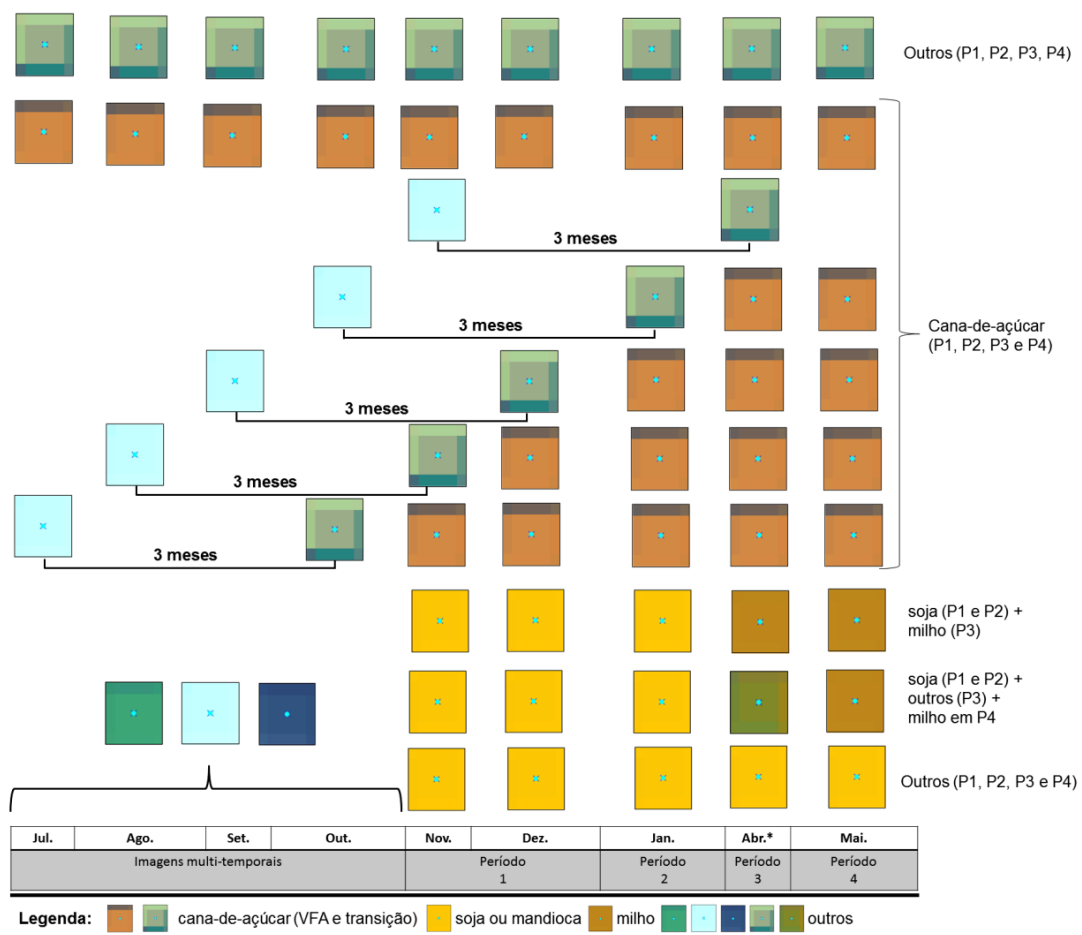 Outros (P1, P2, P3, P4)
3 meses
3 meses
Cana-de-açúcar
(P1, P2, P3 e P4)
3 meses
3 meses
3 meses
soja (P1 e P2) +
milho (P3)
soja (P1 e P2) +
outros (P3) +
milho em P4
Outros (P1, P2, P3 e P4)
Jul. Ago. Set. Out. Nov. Dez. Jan. Abr.* Mai.
Imagens multi-temporais Período 1 Período 2 Período 3 Período 4
Legenda: cana-de-açúcar (VFA e transição) soja ou mandioca milho outros